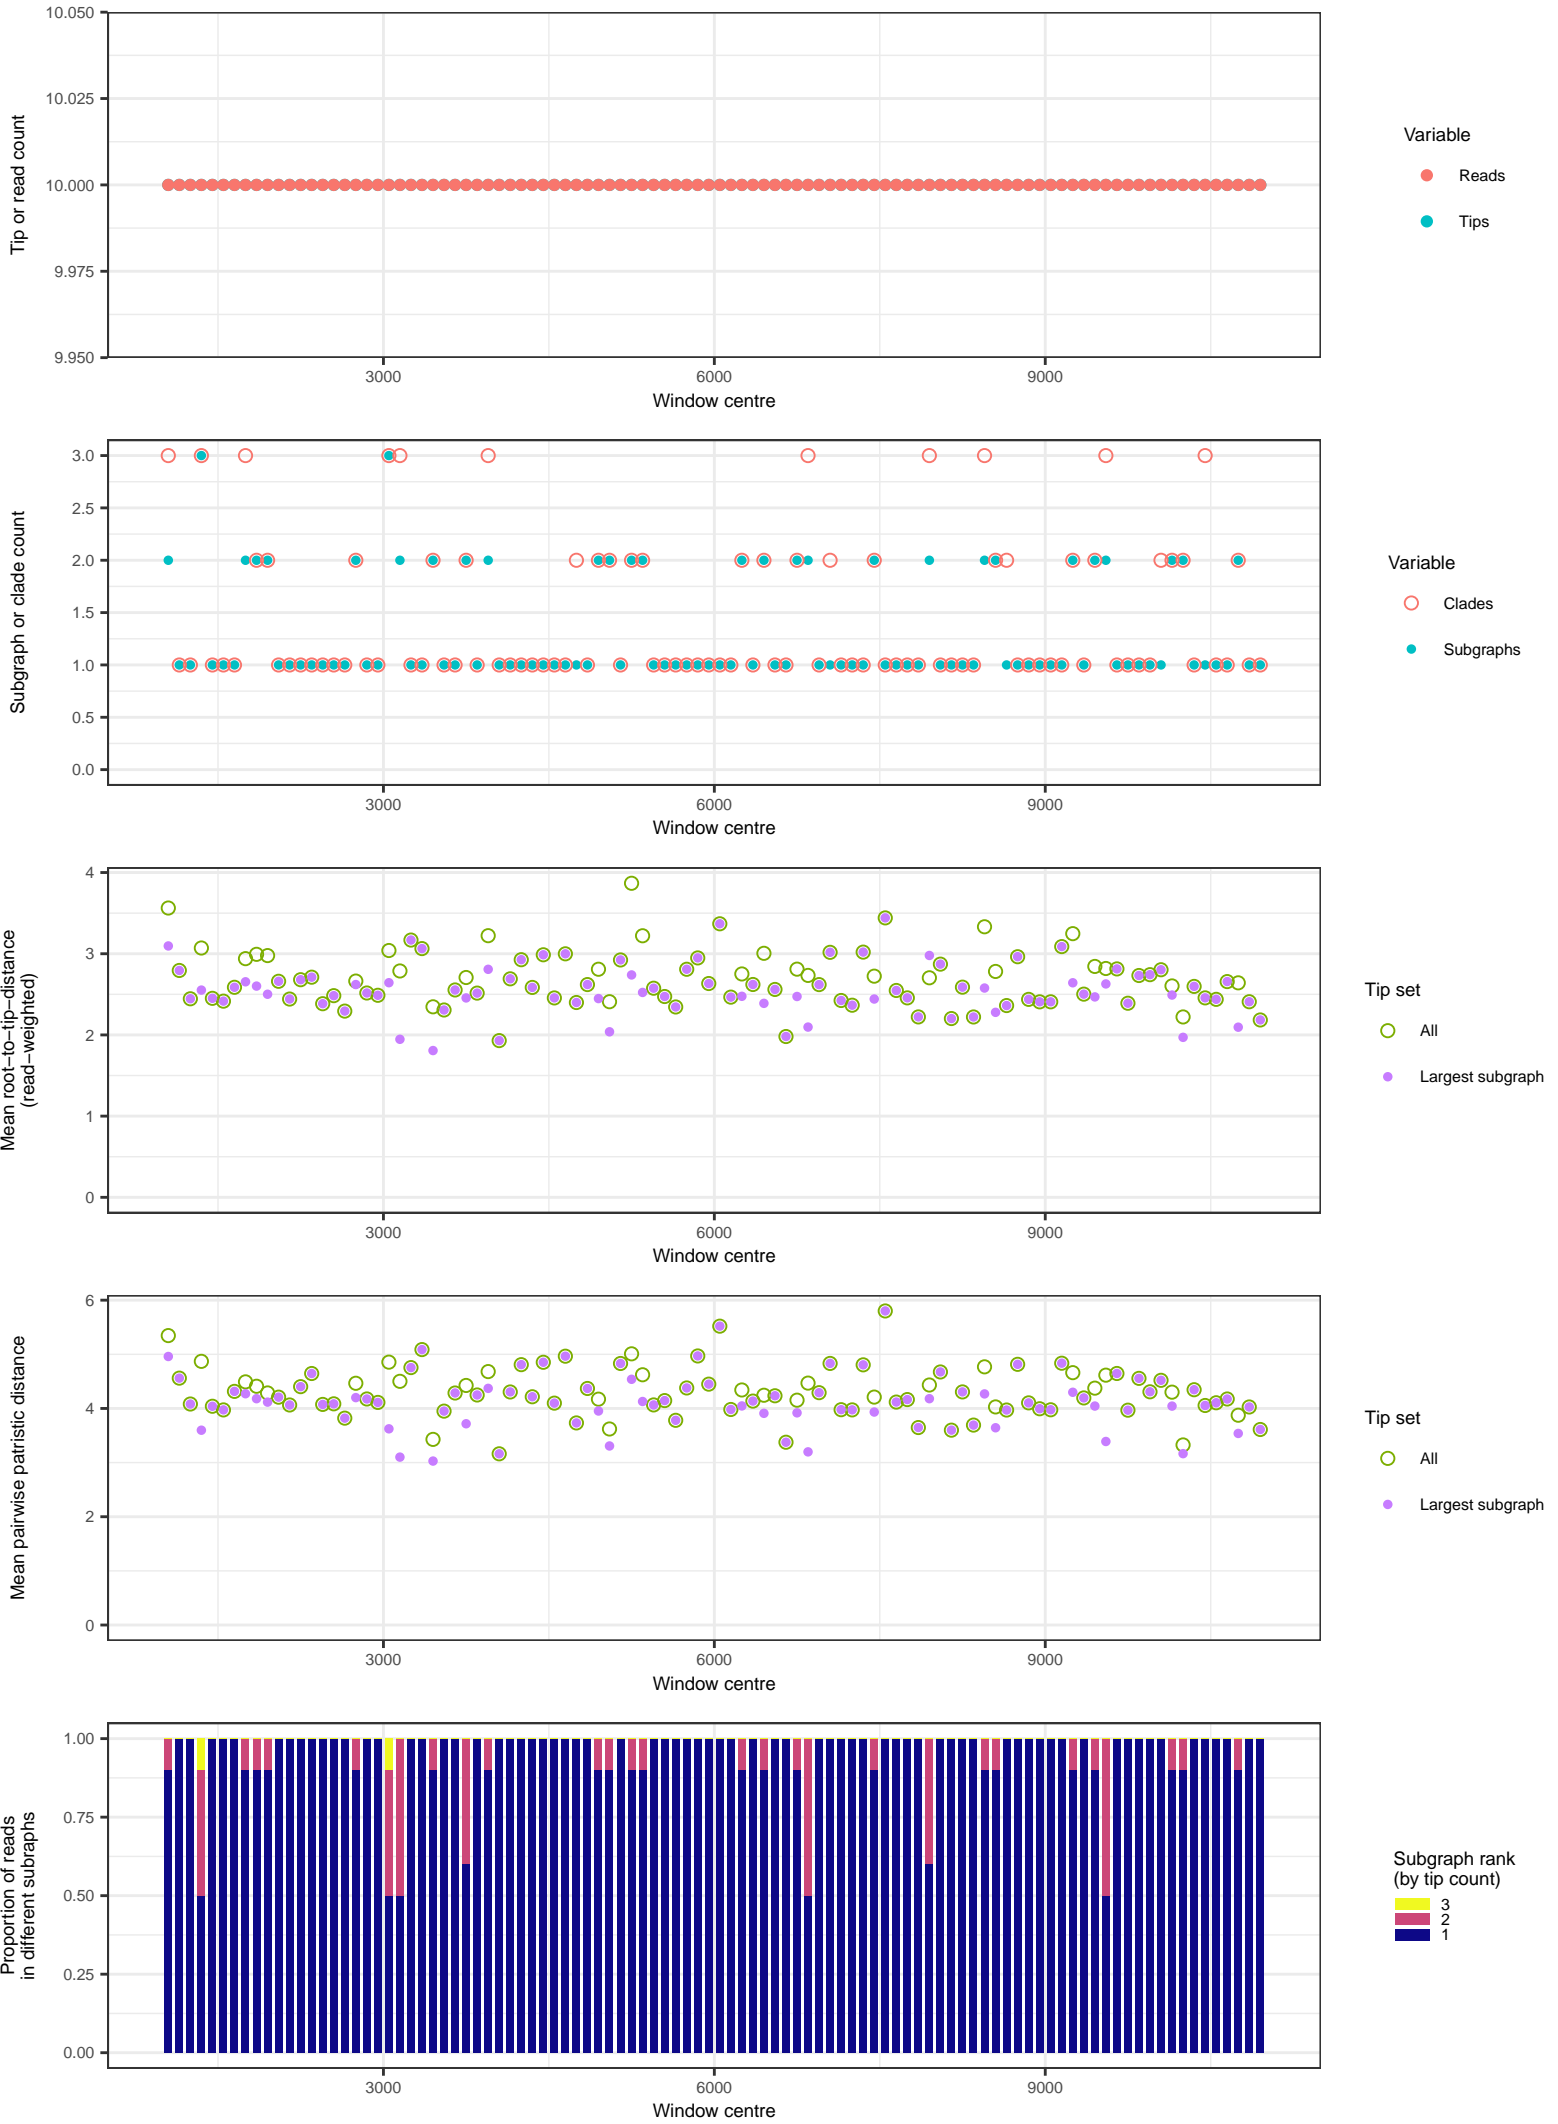 10.050
10.025
10.000
9.975
9.950
Tip or read count
3000
6000
9000
Window centre
Variable
Reads
Tips
3.0
2.5
2.0
1.5
1.0
0.5
0.0
Subgraph or clade count
3000
6000
9000
Window centre
Variable
Clades
Subgraphs
4
3
2
1
0
Mean root−to−tip−distance
(read−weighted)
3000
6000
9000
Window centre
Tip set
All
Largest subgraph
6
4
2
0
Mean pairwise patristic distance
3000
6000
9000
Window centre
Tip set
All
Largest subgraph
1.00
0.75
0.50
0.25
0.00
Proportion of reads
in different subraphs
3000
6000
9000
Window centre
Subgraph rank
(by tip count)
3
2
1